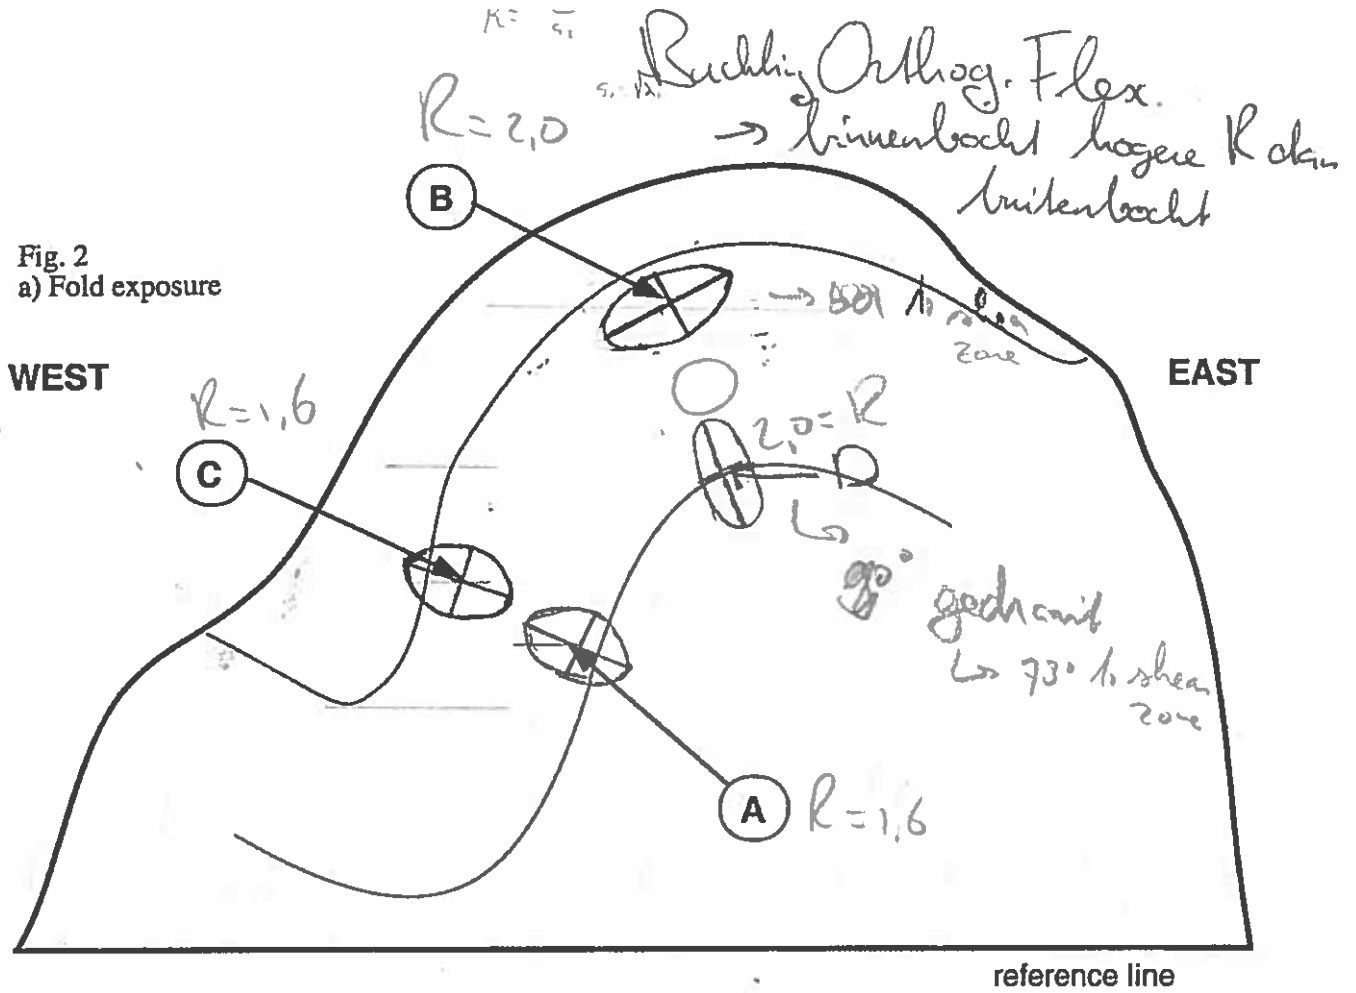 R=
Buckling Orthog. Flex.
R=2,0
→ binnenbocht hogere R dan
buitenbocht
B
Fig. 2
a) Fold exposure
zone
WEST
EAST
R=1,6
2,0=R
C
D
90°
gedraaid
↳ 73° shear
zone
A
R=1,6
reference line